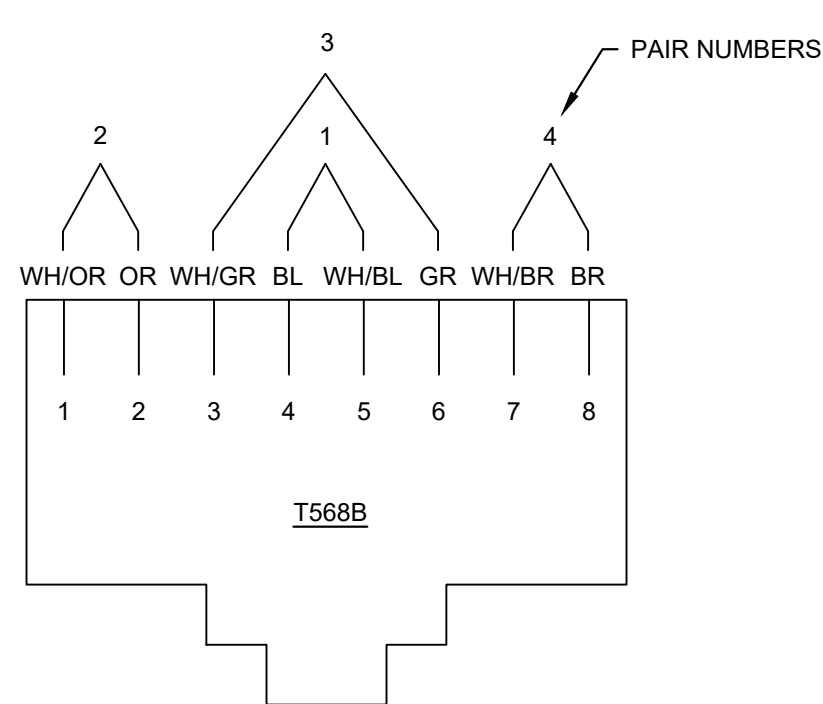 3
PAIR NUMBERS
2 1 4
WH/OR OR WH/GR BL WH/BL GR WH/BR BR
1 2 3 4 5 6 7 8
T568B